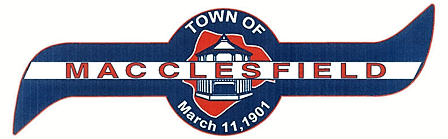 TOWN OF
MACCLESFIELD
March 11, 1901